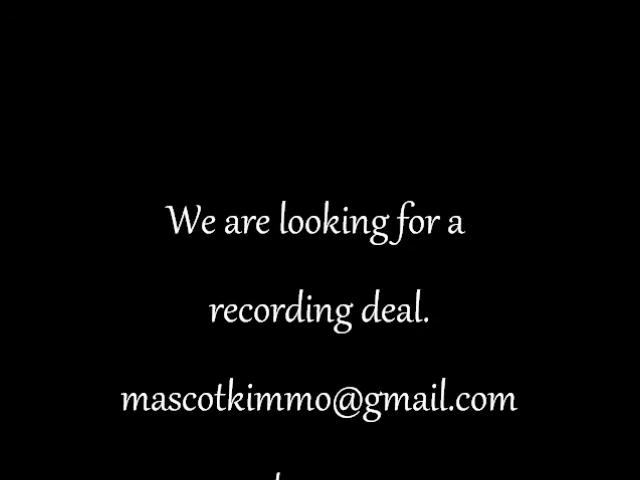 We are looking for a
recording deal.
mascotkimmo@gmail.com